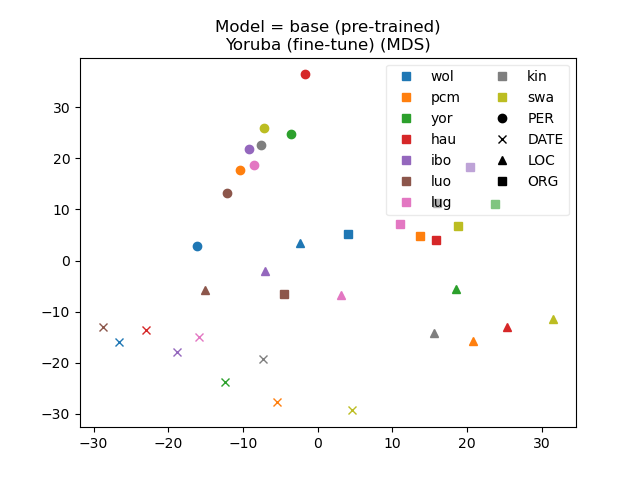 Model = base (pre-trained)
Yoruba (fine-tune) (MDS)
wol kin
pcm swa
yor PER
hau DATE
ibo LOC
luo ORG
lug
30
20
10
0
−10
−20
−30
−30 −20 −10 0 10 20 30